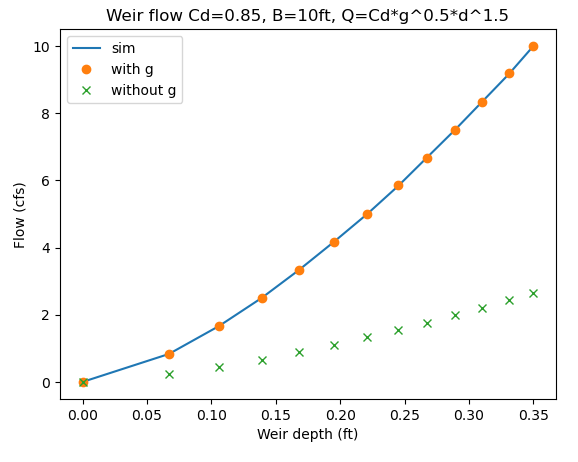 Weir flow Cd=0.85, B=10ft, Q=Cd*g^0.5*d^1.5
sim
with g
without g
10
8
6
4
2
0
Flow (cfs)
0.00 0.05 0.10 0.15 0.20 0.25 0.30 0.35
Weir depth (ft)